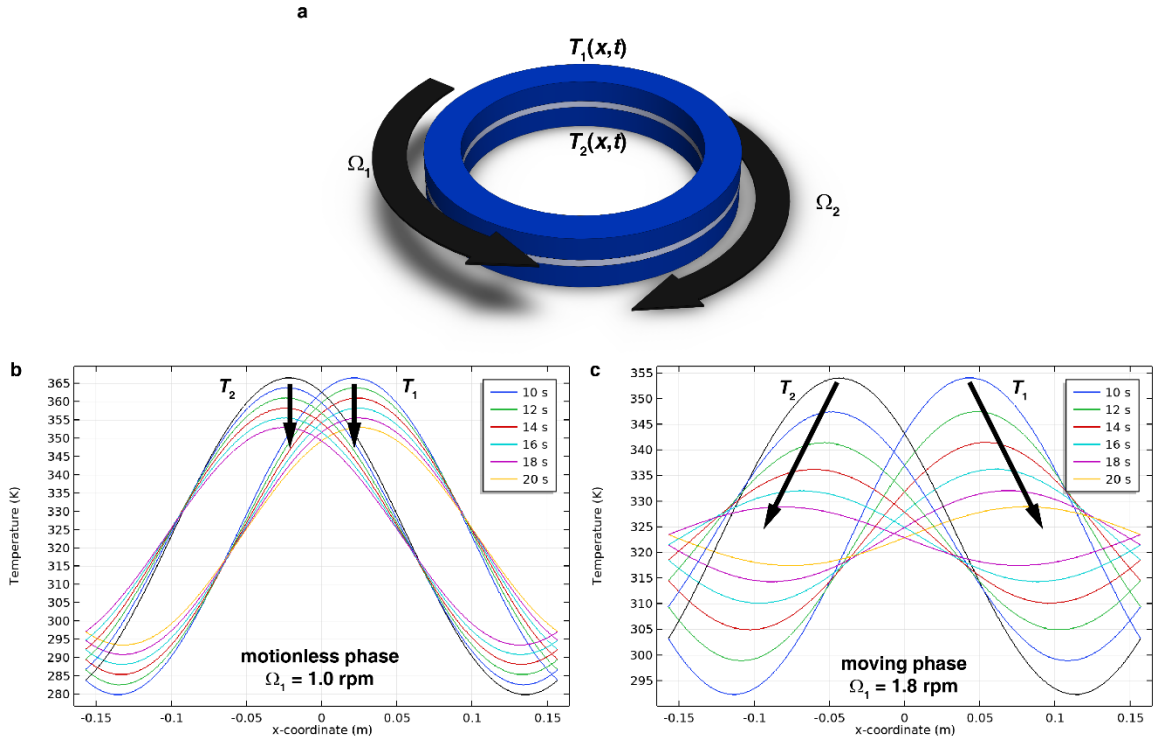 a
T₁(x,t)
T₂(x,t)
Ω₁
Ω₂
b
365
360
355
350
345
340
335
330
325
320
315
310
305
300
295
290
285
280
Temperature (K)
T₂
T₁
10 s
12 s
14 s
16 s
18 s
20 s
motionless phase
Ω₁ = 1.0 rpm
-0.15 -0.1 -0.05 0 0.05 0.1 0.15
x-coordinate (m)
c
355
350
345
340
335
330
325
320
315
310
305
300
295
Temperature (K)
T₂
T₁
10 s
12 s
14 s
16 s
18 s
20 s
moving phase
Ω₁ = 1.8 rpm
-0.15 -0.1 -0.05 0 0.05 0.1 0.15
x-coordinate (m)